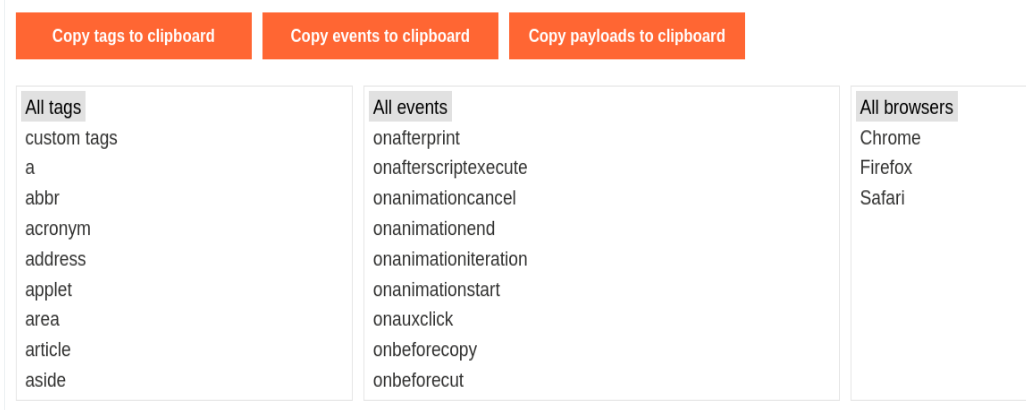 Copy tags to clipboard
Copy events to clipboard
Copy payloads to clipboard
All tags
custom tags
a
abbr
acronym
address
applet
area
article
aside
All events
onafterprint
onafterscriptexecute
onanimationcancel
onanimationend
onanimationiteration
onanimationstart
onauxclick
onbeforecopy
onbeforecut
All browsers
Chrome
Firefox
Safari